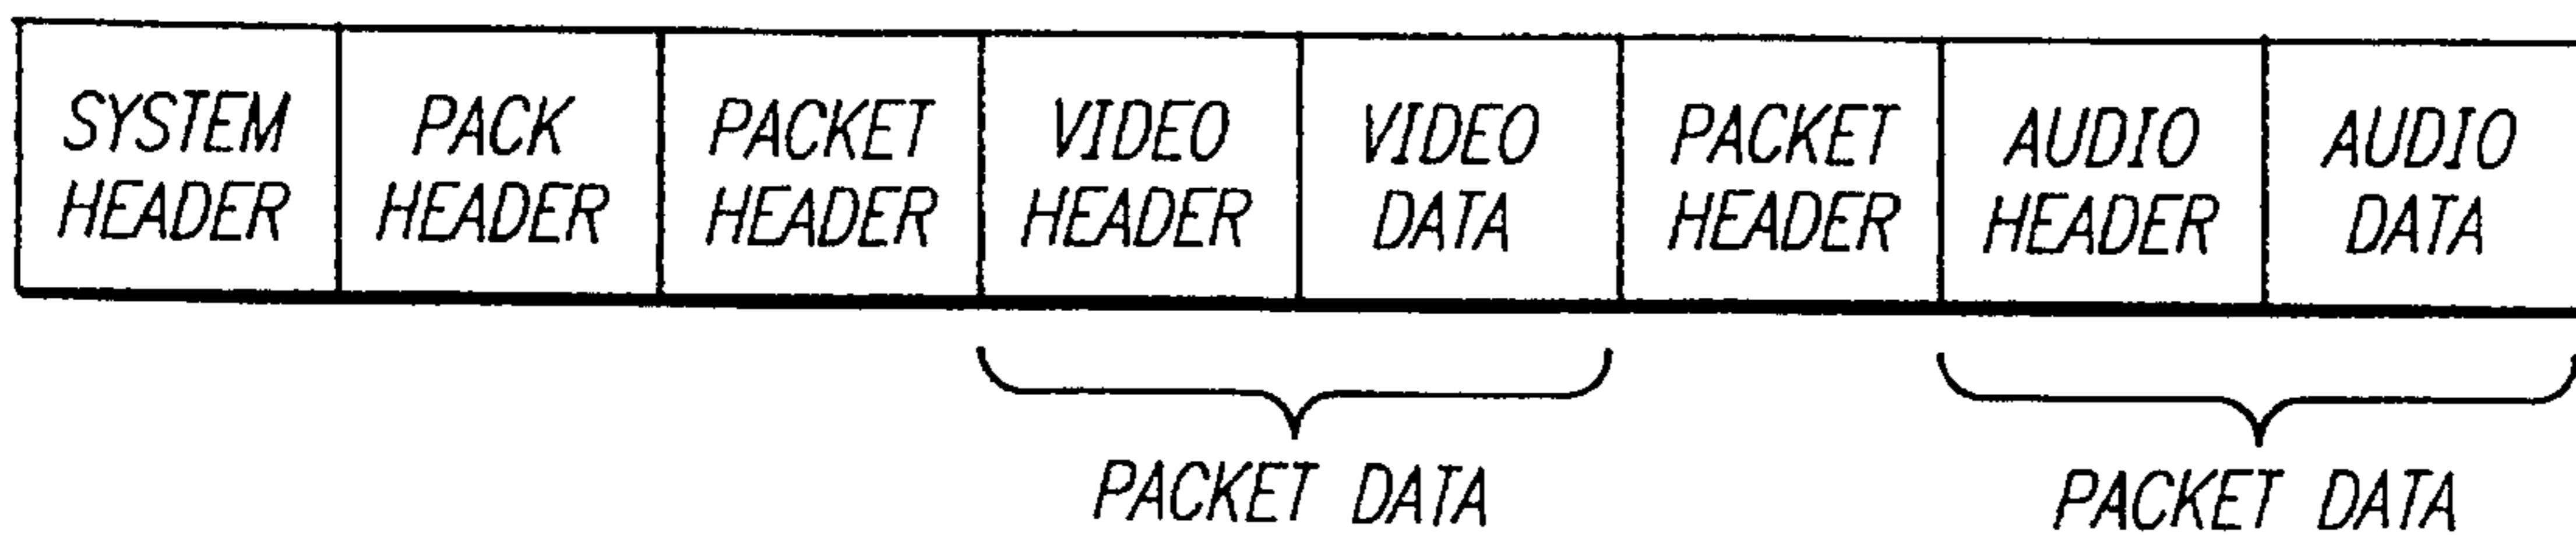 SYSTEM HEADER
PACK HEADER
PACKET HEADER
VIDEO HEADER
VIDEO DATA
PACKET HEADER
AUDIO HEADER
AUDIO DATA
PACKET DATA
PACKET DATA